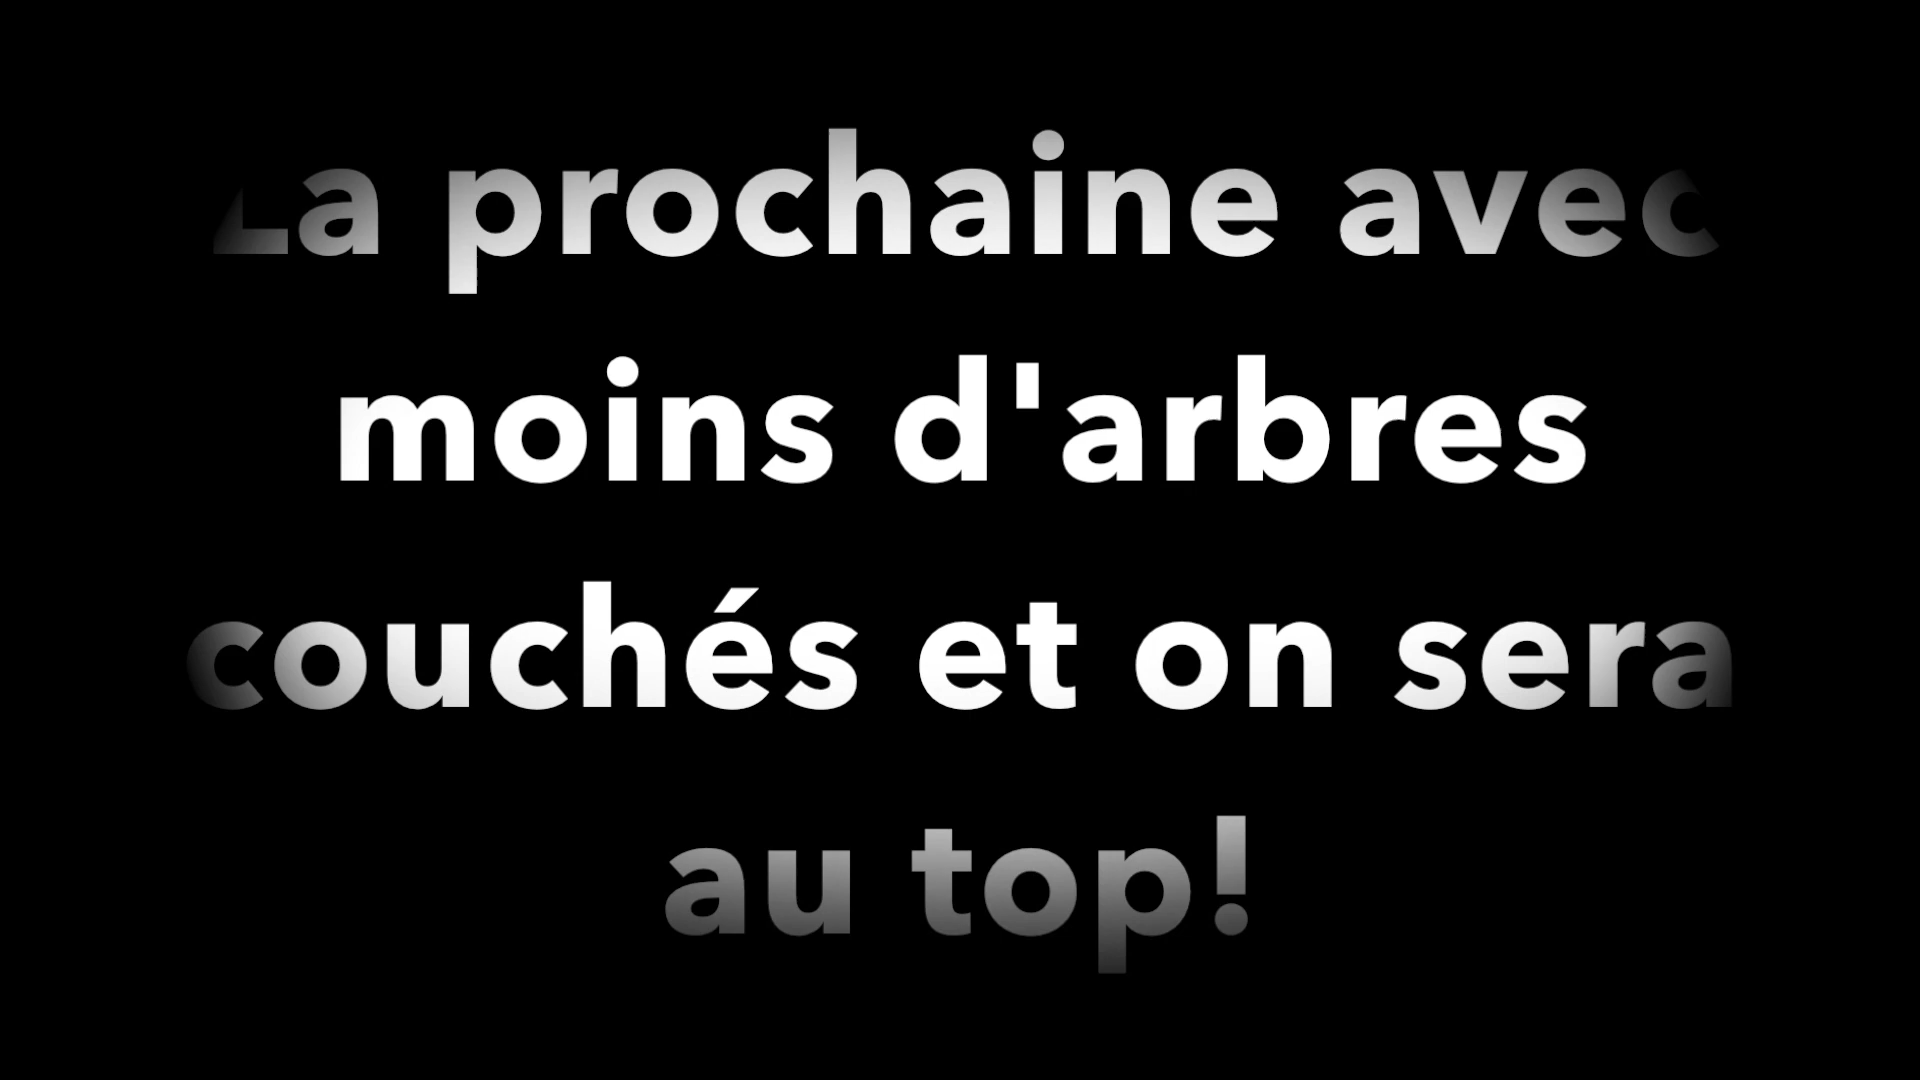 La prochaine avec
moins d'arbres
couchés et on sera
au top!